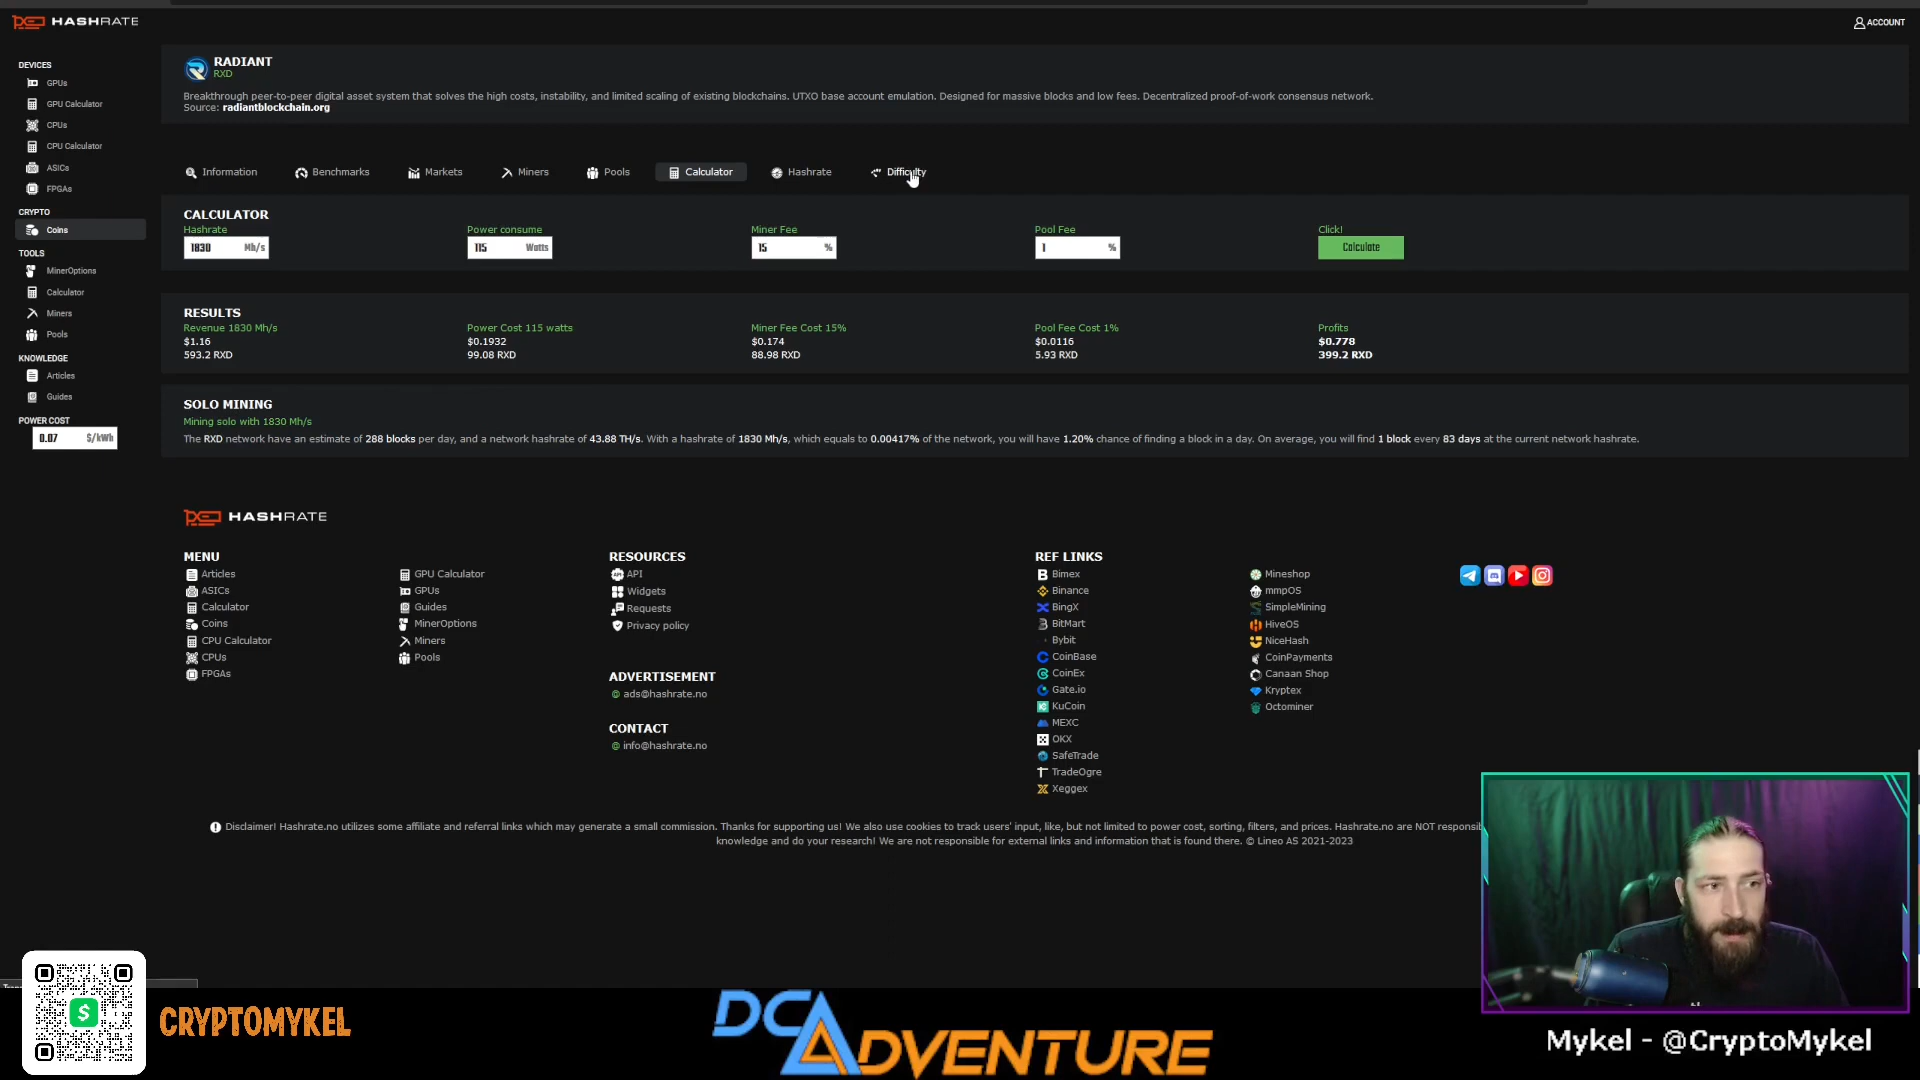 HASHRATE
ACCOUNT
DEVICES
GPUs
GPU Calculator
CPUs
CPU Calculator
ASICs
FPGAs
CRYPTO
Coins
TOOLS
MinerOptions
Calculator
Miners
Pools
KNOWLEDGE
Articles
Guides
POWER COST
0.07 $/kWh
RADIANT
RXD
Breakthrough peer-to-peer digital asset system that solves the high costs, instability, and limited scaling of existing blockchains. UTXO base account emulation. Designed for massive blocks and low fees. Decentralized proof-of-work consensus network.
Source: radiantblockchain.org
Information Benchmarks Markets Miners Pools Calculator Hashrate Difficulty
CALCULATOR
Hashrate Power consume Miner Fee Pool Fee Click!
1830 Mh/s 115 Watts 15 % 1 % Calculate
RESULTS
Revenue 1830 Mh/s Power Cost 115 watts Miner Fee Cost 15% Pool Fee Cost 1% Profits
$1.16 $0.1932 $0.174 $0.0116 $0.778
593.2 RXD 99.08 RXD 88.98 RXD 5.93 RXD 399.2 RXD
SOLO MINING
Mining solo with 1830 Mh/s
The RXD network have an estimate of 288 blocks per day, and a network hashrate of 43.88 TH/s. With a hashrate of 1830 Mh/s, which equals to 0.00417% of the network, you will have 1.20% chance of finding a block in a day. On average, you will find 1 block every 83 days at the current network hashrate.
HASHRATE
MENU
Articles
ASICs
Calculator
Coins
CPU Calculator
CPUs
FPGAs
GPU Calculator
GPUs
Guides
MinerOptions
Miners
Pools
RESOURCES
API
Widgets
Requests
Privacy policy
ADVERTISEMENT
@ ads@hashrate.no
CONTACT
@ info@hashrate.no
REF LINKS
Bimex
Binance
BingX
BitMart
Bybit
CoinBase
CoinEx
Gate.io
KuCoin
MEXC
OKX
SafeTrade
TradeOgre
Xeggex
Mineshop
mmpOS
SimpleMining
HiveOS
NiceHash
CoinPayments
Canaan Shop
Kryptex
Octominer
Disclaimer! Hashrate.no utilizes some affiliate and referral links which may generate a small commission. Thanks for supporting us! We also use cookies to track users' input, like, but not limited to power cost, sorting, filters, and prices. Hashrate.no are NOT
knowledge and do your research! We are not responsible for external links and information that is found there. © Lineo AS 2021-2023
$
CRYPTOMYKEL
DCADVENTURE
Mykel - @CryptoMykel